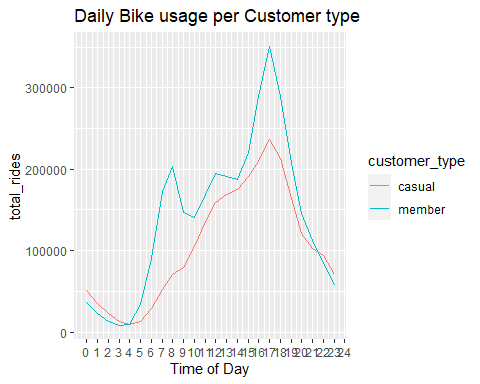 Daily Bike usage per Customer type
total_rides
300000
200000
100000
0
0 1 2 3 4 5 6 7 8 9 10 11 12 13 14 15 16 17 18 19 20 21 22 23 24
Time of Day
customer_type
casual
member